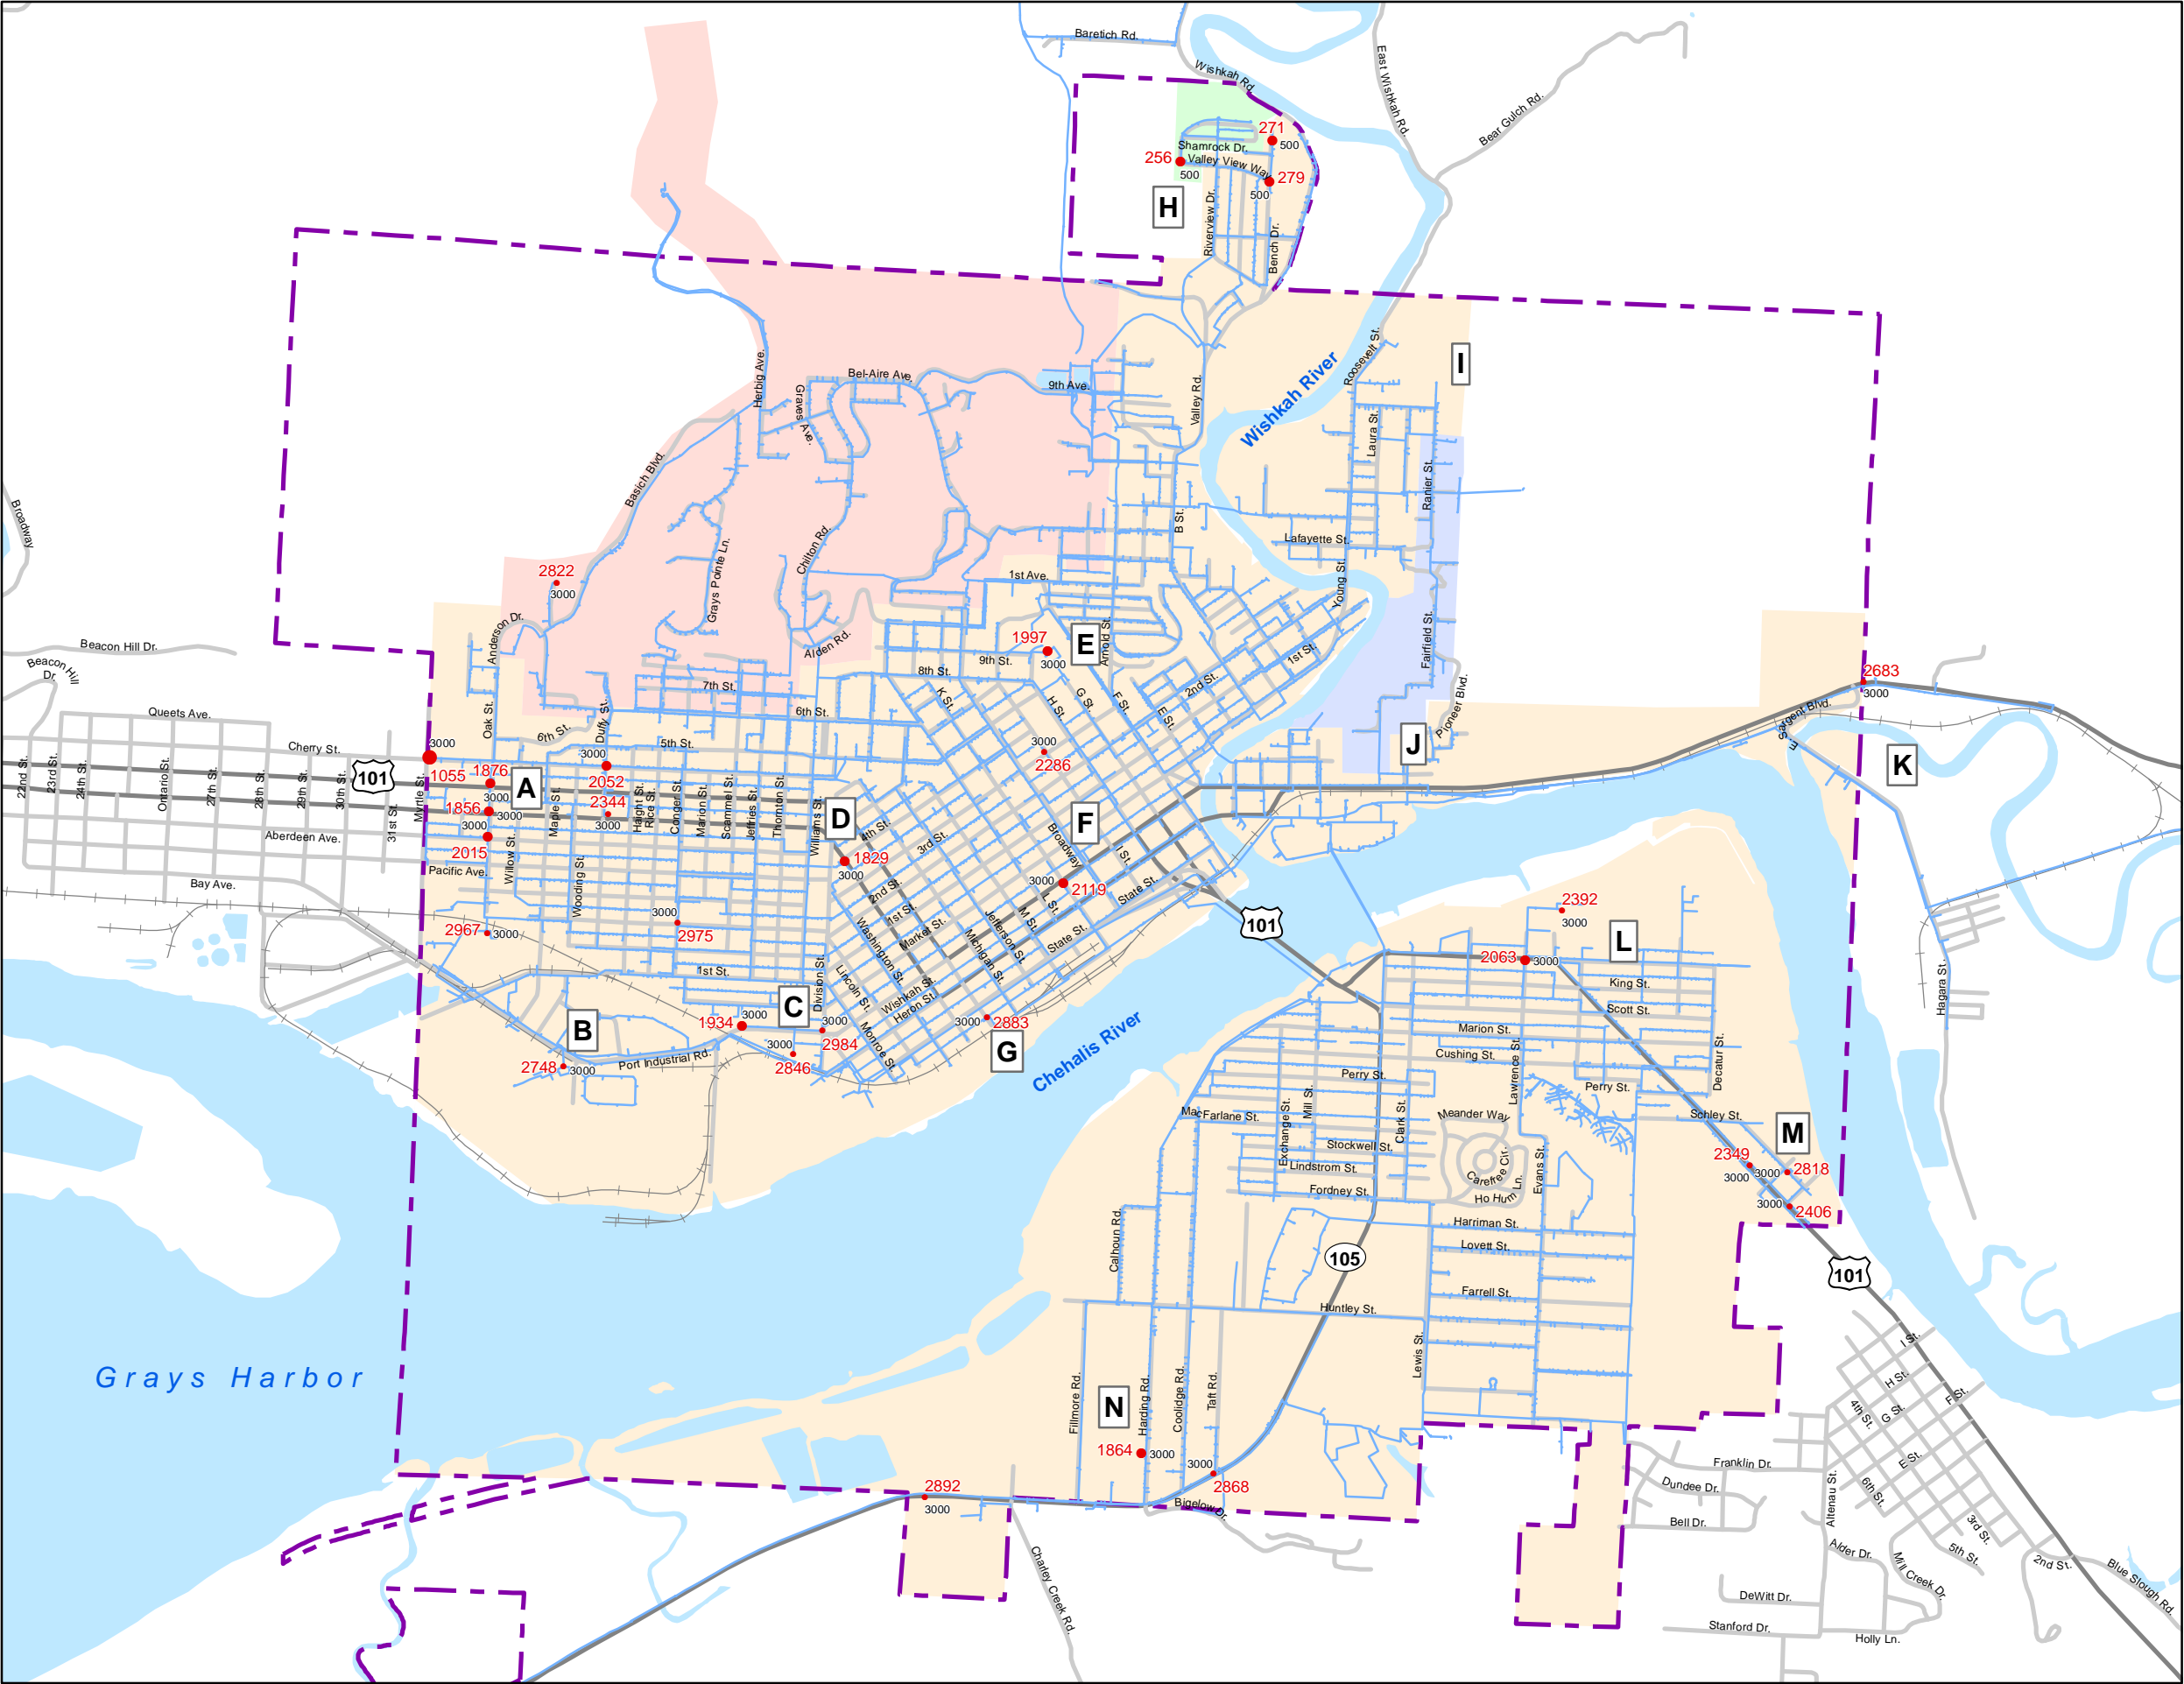 Baretich Rd.
Wishkah Rd.
East Wishkah Rd.
Bear Gulch Rd.
271
500
Shamrock Dr.
256
Valley View Way
500
279
500
H
Riverview Dr.
Bench Dr.
Wishkah River
Roosevelt St.
I
Herbig Ave.
Graves Ave.
Bel-Aire Ave.
9th Ave.
Valley Rd.
Laura St.
Ranier St.
Basich Blvd.
Broadway
B St.
Lafayette St.
Chilton Rd.
Grays Pointe Ln.
2822
3000
1st Ave.
Young St.
Anderson Dr.
Alden Rd.
1997
3000
E
Arnold St.
Fairfield St.
1st St.
Beacon Hill Dr.
Beacon Hill Dr.
9th St.
8th St.
7th St.
6th St.
2nd St.
K St.
H St.
G St.
F St.
E St.
Pioneer Blvd.
2683
3000
E. Sargent Blvd.
Queets Ave.
Cherry St.
Oak St.
6th St.
Duffy St.
5th St.
3000
3000
3000
2286
J
K
101
1055
1876
3000
A
2052
2344
3000
1856
3000
3000
2015
22nd St.
23rd St.
24th St.
Ontario St.
27th St.
28th St.
29th St.
30th St.
31st St.
Myrtle St.
Maple St.
Haight St.
Rice St.
Conger St.
Marion St.
Scammel St.
Jeffries St.
Thornton St.
Williams St.
D
4th St.
3rd St.
F
Broadway
I St.
Aberdeen Ave.
Pacific Ave.
Willow St.
Wooding St.
Bay Ave.
1829
3000
2nd St.
1st St.
Market St.
3000
2119
L St.
State St.
M St.
Jefferson St.
Michigan St.
State St.
101
2392
3000
2967
3000
3000
2975
L
2063
3000
1st St.
Division St.
Washington St.
Lincoln St.
Wishkah St.
Heron St.
Monroe St.
King St.
Scott St.
Hagara St.
C
1934
3000
3000
2984
3000
2846
3000
2883
G
B
2748
3000
Port Industrial Rd.
Chehalis River
Marion St.
Cushing St.
Lawrence St.
Decatur St.
Perry St.
Perry St.
MacFarlane St.
Exchange St.
Mill St.
Clark St.
Meander Way
Schley St.
M
Stockwell St.
Lindstrom St.
Carefree Cir.
Evans St.
2349
3000
3000
2818
Fordney St.
Ho Hum Ln.
3000
2406
Calhoun Rd.
Harriman St.
Lovett St.
105
101
Farrell St.
Huntley St.
Lewis St.
Grays Harbor
I St.
H St.
F St.
G St.
4th St.
E St.
Fillmore Rd.
N
Harding Rd.
Coolidge Rd.
Taft Rd.
1864
3000
3000
2868
2892
3000
Bigelow Dr.
Franklin Dr.
Dundee Dr.
Bell Dr.
Altenau St.
6th St.
3rd St.
5th St.
2nd St.
Alder Dr.
Mill Creek Dr.
Blue Slough Rd.
Charley Creek Rd.
DeWitt Dr.
Stanford Dr.
Holly Ln.